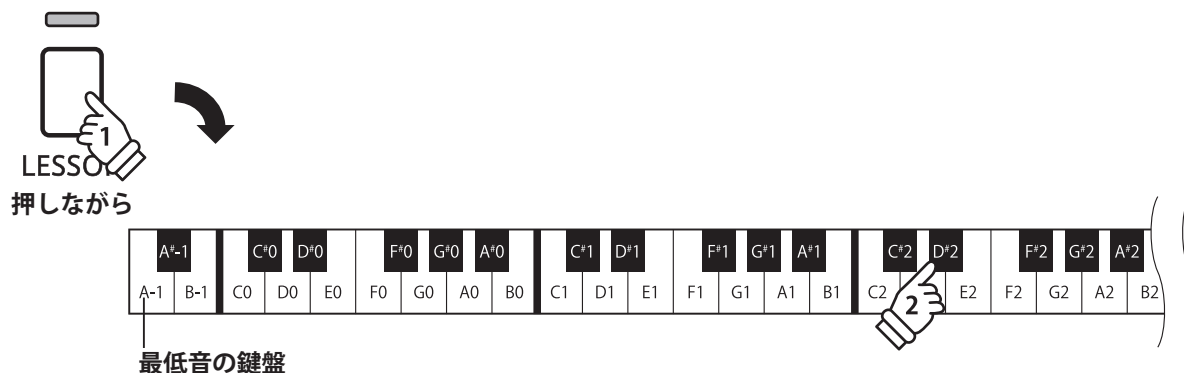 1
LESSO
押しながら
A#-1 C#0 D#0 F#0 G#0 A#0 C#1 D#1 F#1 G#1 A#1 C#2 D#2 F#2 G#2 A#2
A-1 B-1 C0 D0 E0 F0 G0 A0 B0 C1 D1 E1 F1 G1 A1 B1 C2 E2 F2 G2 A2 B2
2
最低音の鍵盤